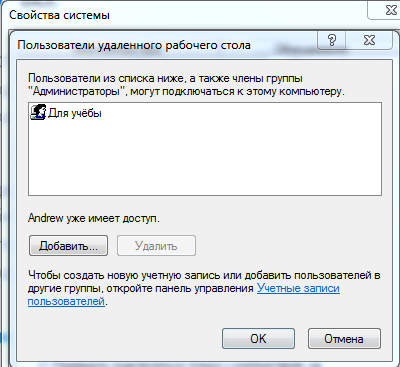 Свойства системы
Пользователи удаленного рабочего стола
Пользователи из списка ниже, а также члены группы
"Администраторы", могут подключаться к этому компьютеру.
Для учёбы
Andrew уже имеет доступ.
Добавить... Удалить
Чтобы создать новую учетную запись или добавить пользователей в
другие группы, откройте панель управления Учетные записи
пользователей.
OK Отмена